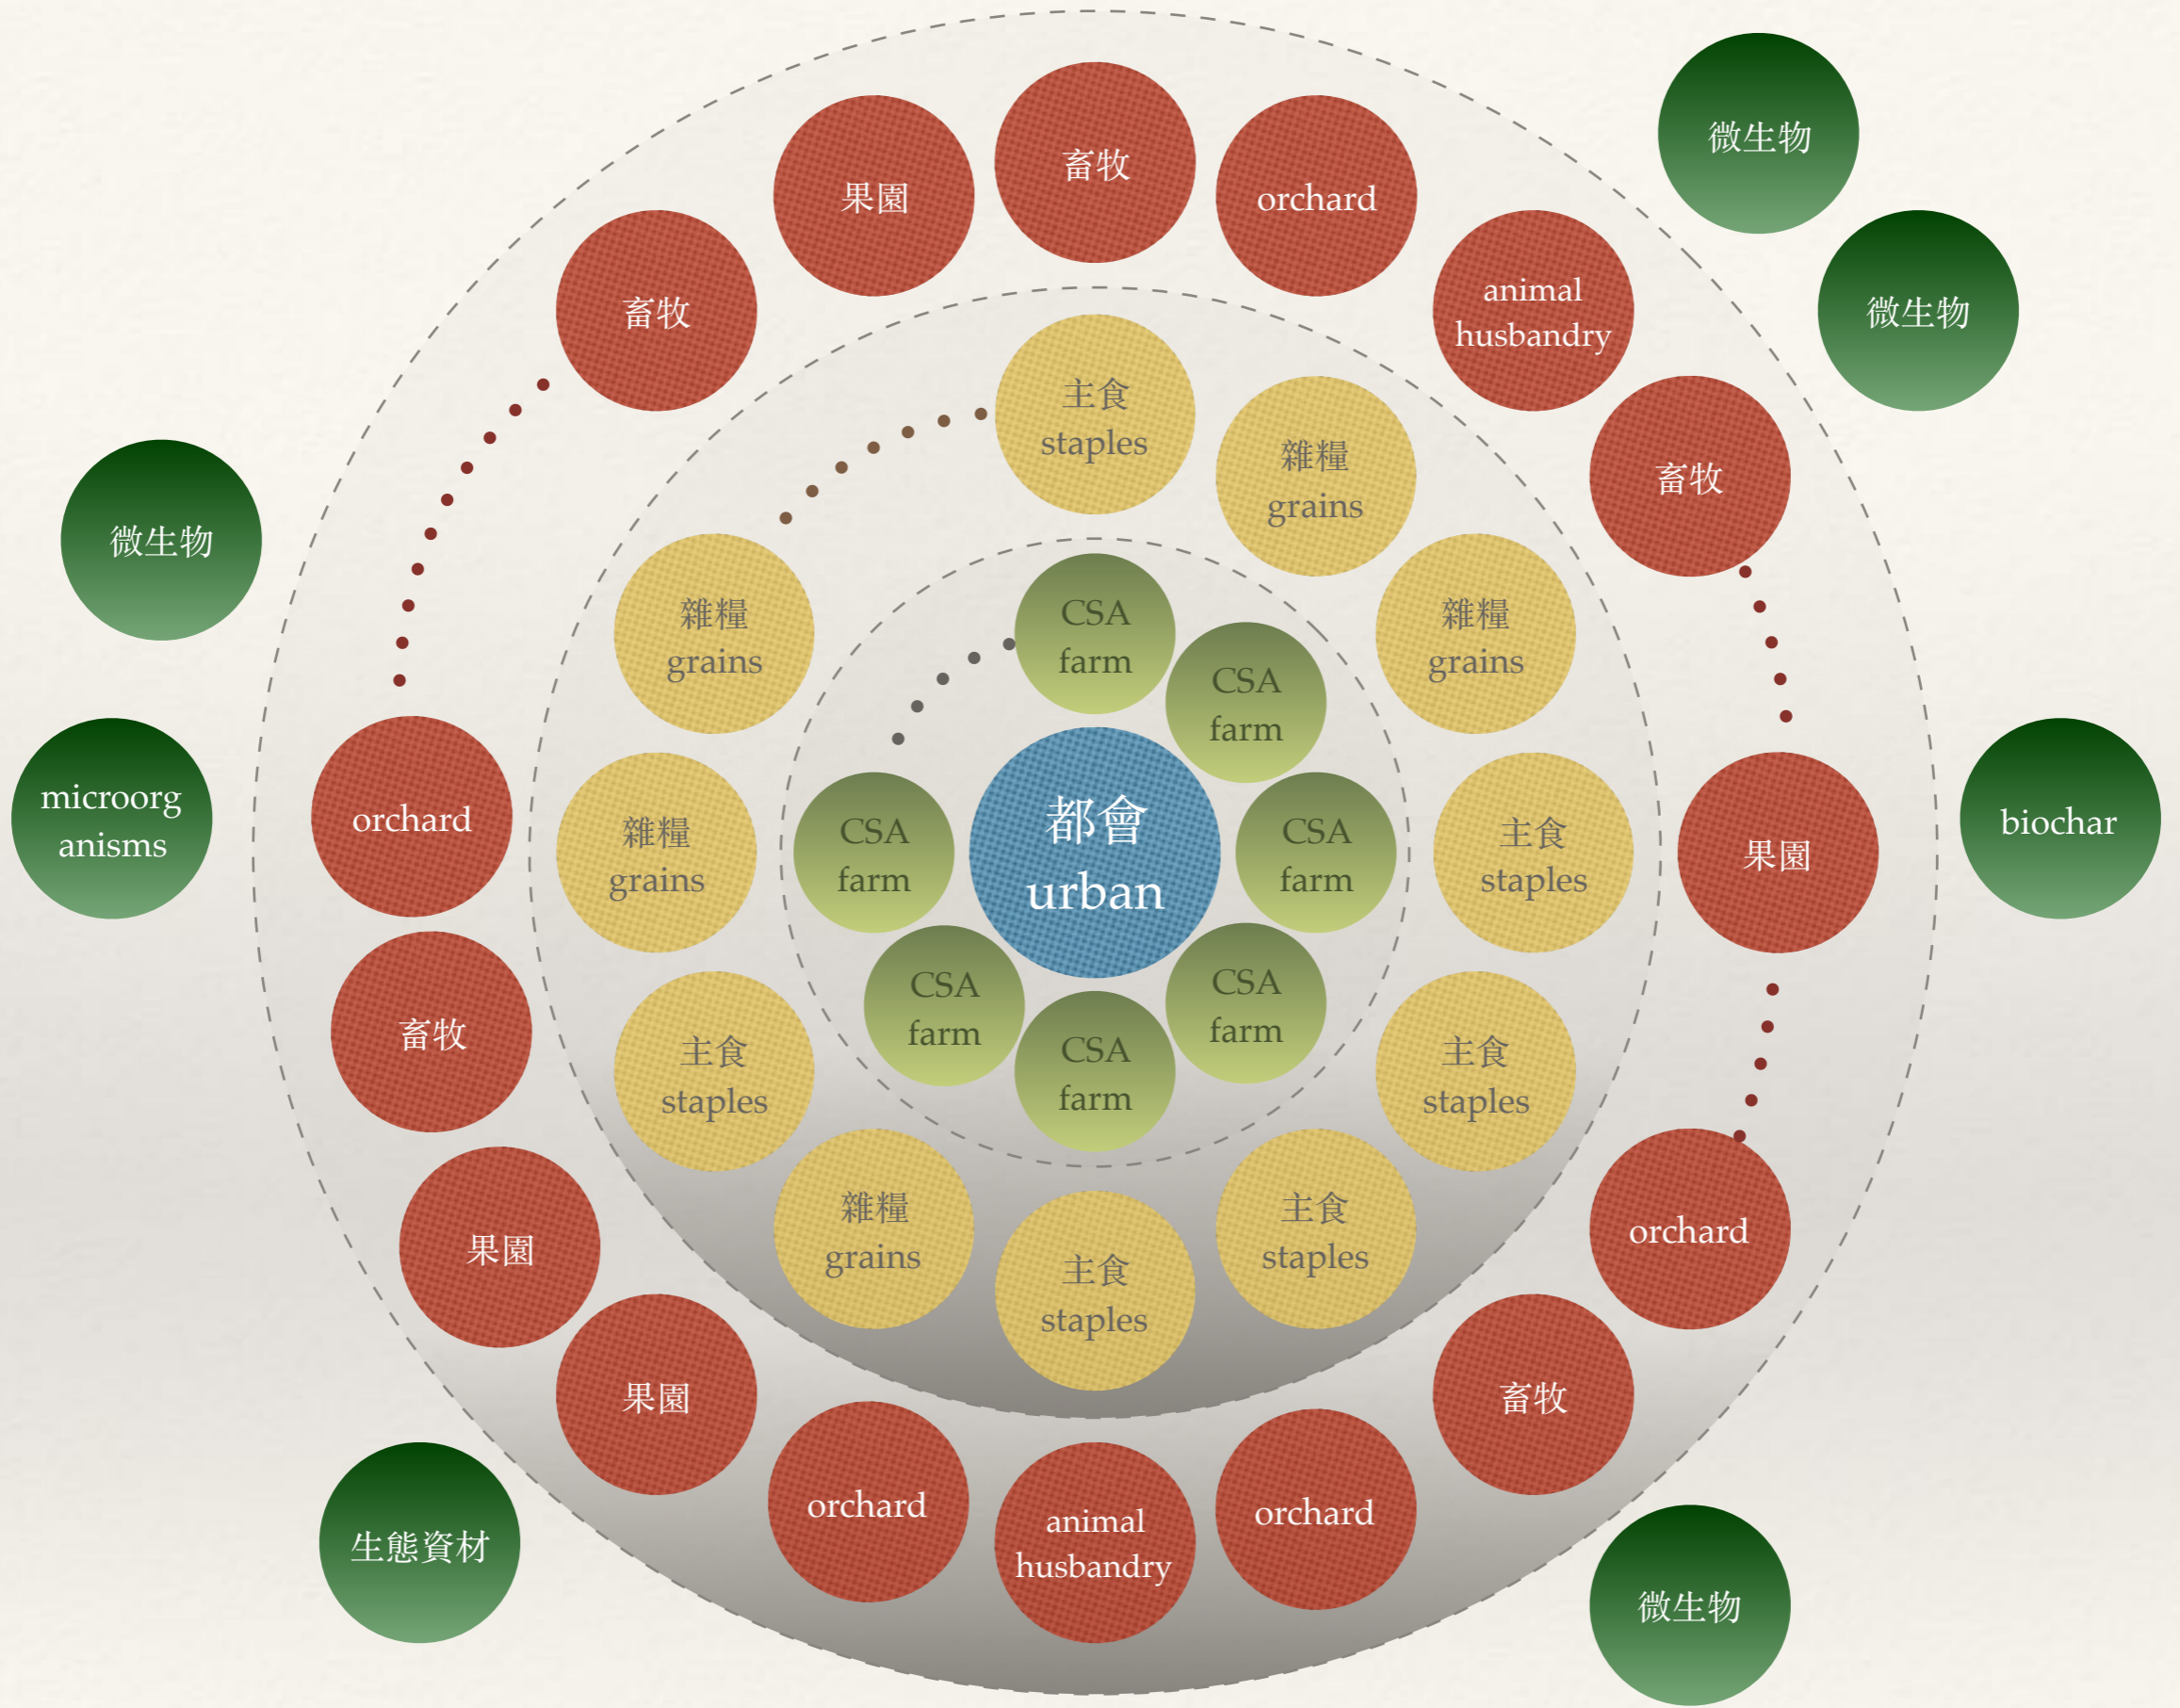 畜牧
果園
orchard
畜牧
animal
husbandry
微生物
微生物
主食
staples
雜糧
grains
畜牧
微生物
雜糧
grains
CSA
farm
雜糧
grains
CSA
farm
microorg
anisms
orchard
雜糧
grains
CSA
farm
都會
urban
CSA
farm
主食
staples
果園
biochar
畜牧
主食
staples
CSA
farm
CSA
farm
CSA
farm
主食
staples
果園
雜糧
grains
主食
staples
主食
staples
orchard
果園
畜牧
生態資材
orchard
animal
husbandry
orchard
微生物